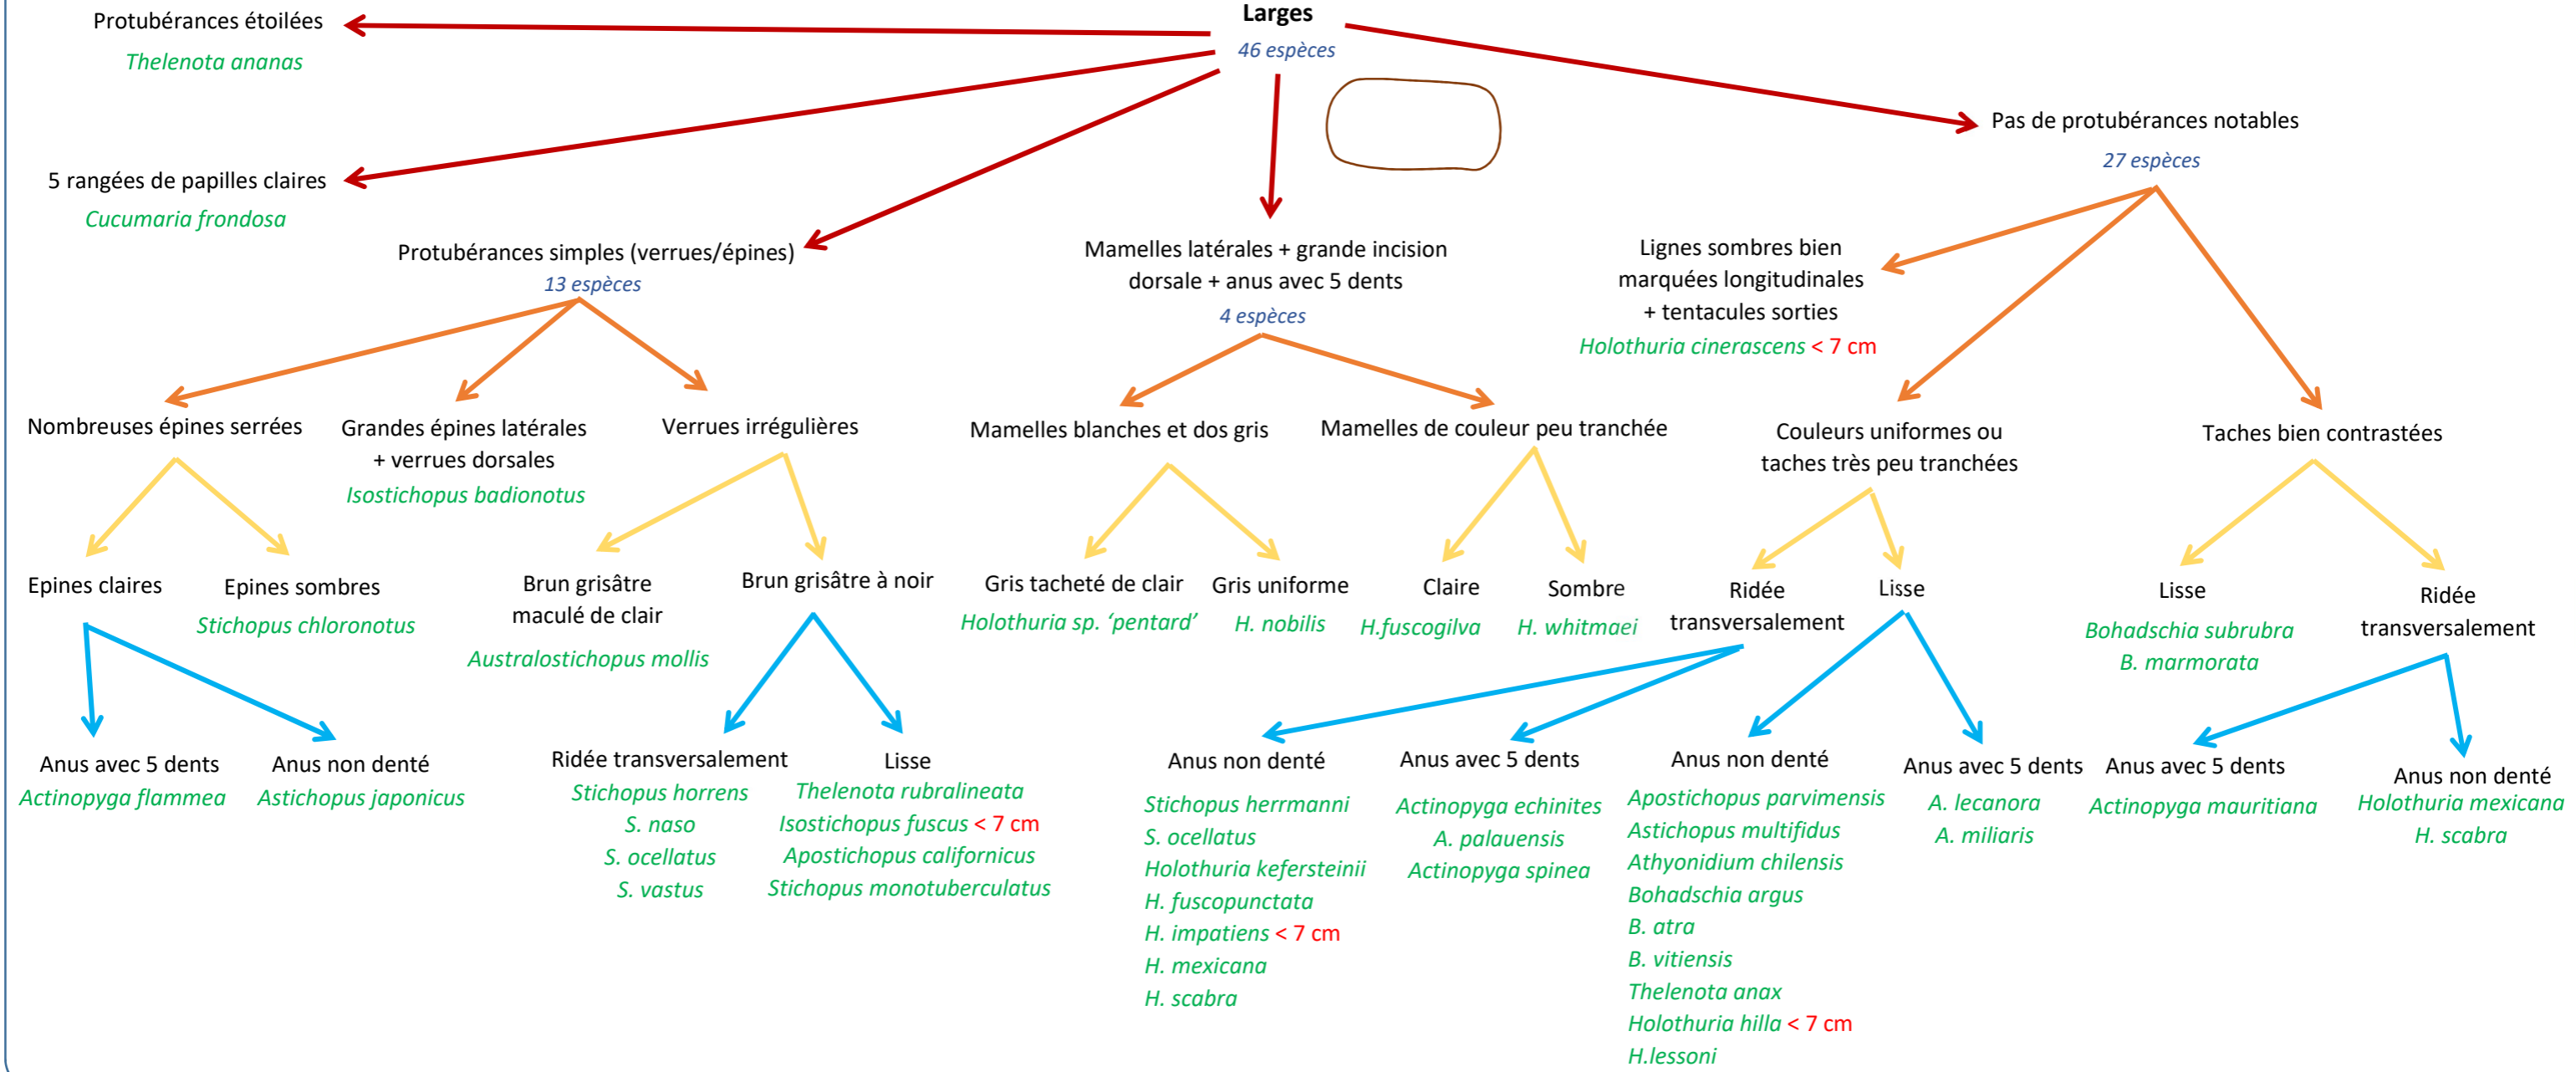 Larges
46 espèces
Protubérances étoilées
Thelenota ananas
5 rangées de papilles claires
Cucumaria frondosa
Protubérances simples (verrues/épines)
13 espèces
Mamelles latérales + grande incision
dorsale + anus avec 5 dents
4 espèces
Pas de protubérances notables
27 espèces
Lignes sombres bien
marquées longitudinales
+ tentacules sorties
Holothuria cinerascens < 7 cm
Nombreuses épines serrées
Grandes épines latérales
+ verrues dorsales
Isostichopus badionotus
Verrues irrégulières
Mamelles blanches et dos gris
Mamelles de couleur peu tranchée
Couleurs uniformes ou
taches très peu tranchées
Taches bien contrastées
Epines claires
Epines sombres
Stichopus chloronotus
Brun grisâtre
maculé de clair
Australostichopus mollis
Brun grisâtre à noir
Gris tacheté de clair
Holothuria sp. ‘pentard’
Gris uniforme
H. nobilis
Claire
H.fuscogilva
Sombre
H. whitmaei
Ridée
transversalement
Lisse
Lisse
Bohadschia subrubra
B. marmorata
Ridée
transversalement
Anus avec 5 dents
Actinopyga flammea
Anus non denté
Astichopus japonicus
Ridée transversalement
Stichopus horrens
S. naso
S. ocellatus
S. vastus
Lisse
Thelenota rubralineata
Isostichopus fuscus < 7 cm
Apostichopus californicus
Stichopus monotuberculatus
Anus non denté
Stichopus herrmanni
S. ocellatus
Holothuria kefersteinii
H. fuscopunctata
H. impatiens < 7 cm
H. mexicana
H. scabra
Anus avec 5 dents
Actinopyga echinites
A. palauensis
Actinopyga spinea
Anus non denté
Apostichopus parvimensis
Astichopus multifidus
Athyonidium chilensis
Bohadschia argus
B. atra
B. vitiensis
Thelenota anax
Holothuria hilla < 7 cm
H.lessoni
Anus avec 5 dents
A. lecanora
A. miliaris
Anus avec 5 dents
Actinopyga mauritiana
Anus non denté
Holothuria mexicana
H. scabra